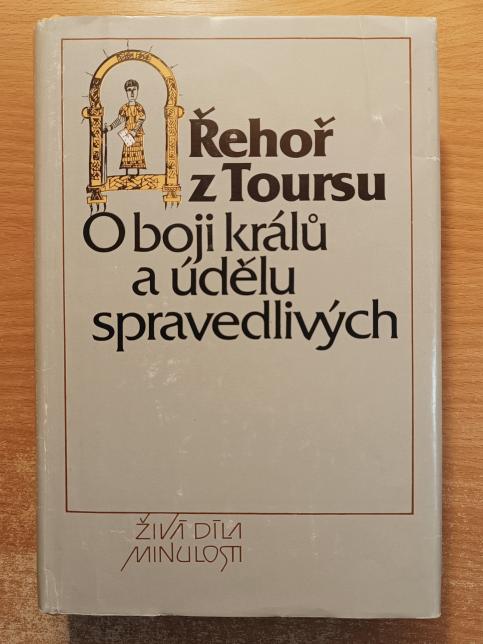 Řehoř
z Toursu
O boji králů
a údělu
spravedlivých
ŽIVÁ DÍLA
MINULOSTI